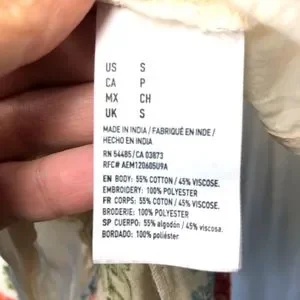 US S
CA P
MX CH
UK S
MADE IN INDIA / FABRIQUÉ EN INDE /
HECHO EN INDIA
RN 54485/CA 03873
RFC# AEM120605U9A
EN BODY: 55% COTTON / 45% VISCOSE.
EMBROIDERY: 100% POLYESTER
FR CORPS: 55% COTON / 45% VISCOSE.
BRODERIE: 100% POLYESTER
SP CUERPO: 55% algodón / 45% viscosa.
BORDADO: 100% poliéster